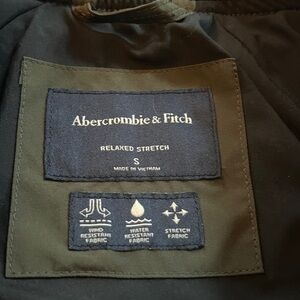 Abercrombie & Fitch
RELAXED STRETCH
S
MADE IN VIETNAM
WIND
RESISTANT
FABRIC
WATER
RESISTANT
FABRIC
STRETCH
FABRIC